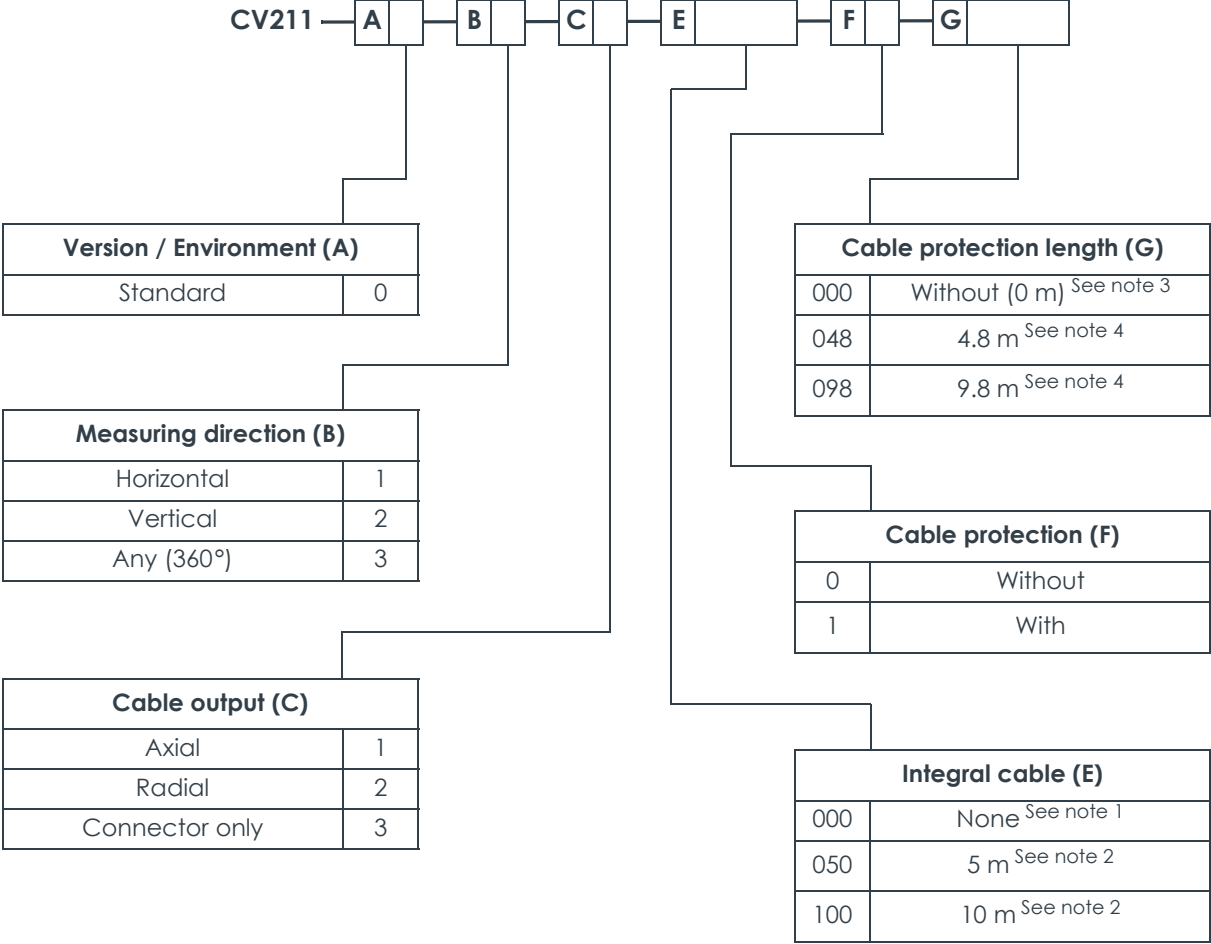 CV211 A B C E F G
Version / Environment (A)
Standard 0
Measuring direction (B)
Horizontal 1
Vertical 2
Any (360°) 3
Cable output (C)
Axial 1
Radial 2
Connector only 3
Cable protection length (G)
000 Without (0 m) See note 3
048 4.8 m See note 4
098 9.8 m See note 4
Cable protection (F)
0 Without
1 With
Integral cable (E)
000 None See note 1
050 5 m See note 2
100 10 m See note 2